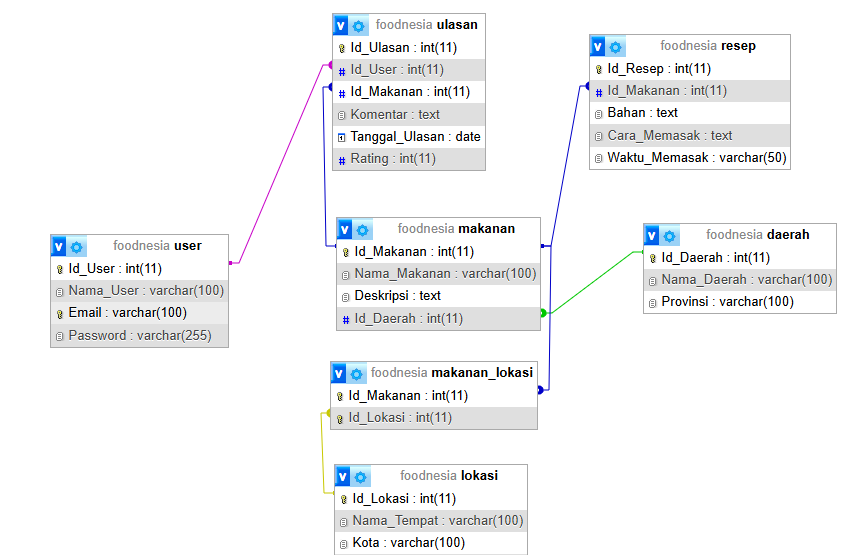 foodnesia ulasan
Id_Ulasan : int(11)
# Id_User : int(11)
# Id_Makanan : int(11)
Komentar : text
Tanggal_Ulasan : date
# Rating : int(11)
foodnesia resep
Id_Resep : int(11)
# Id_Makanan : int(11)
Bahan : text
Cara_Memasak : text
Waktu_Memasak : varchar(50)
foodnesia user
Id_User : int(11)
Nama_User : varchar(100)
Email : varchar(100)
Password : varchar(255)
foodnesia makanan
Id_Makanan : int(11)
Nama_Makanan : varchar(100)
Deskripsi : text
# Id_Daerah : int(11)
foodnesia daerah
Id_Daerah : int(11)
Nama_Daerah : varchar(100)
Provinsi : varchar(100)
foodnesia makanan_lokasi
Id_Makanan : int(11)
Id_Lokasi : int(11)
foodnesia lokasi
Id_Lokasi : int(11)
Nama_Tempat : varchar(100)
Kota : varchar(100)